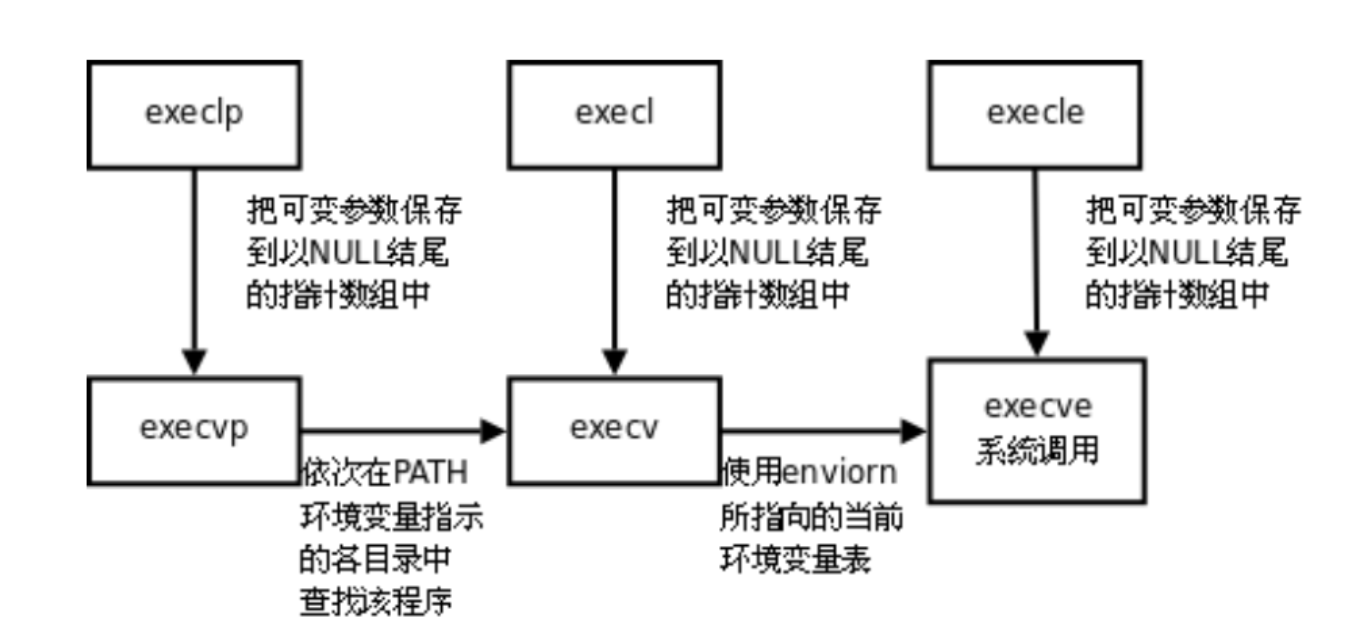 execlp
execl
execle
把可变参数保存
到以NULL结尾
的指针数组中
把可变参数保存
到以NULL结尾
的指针数组中
把可变参数保存
到以NULL结尾
的指针数组中
execvp
execv
execve
系统调用
依次在PATH
环境变量指示
的各目录中
查找该程序
使用enviorn
所指向的当前
环境变量表